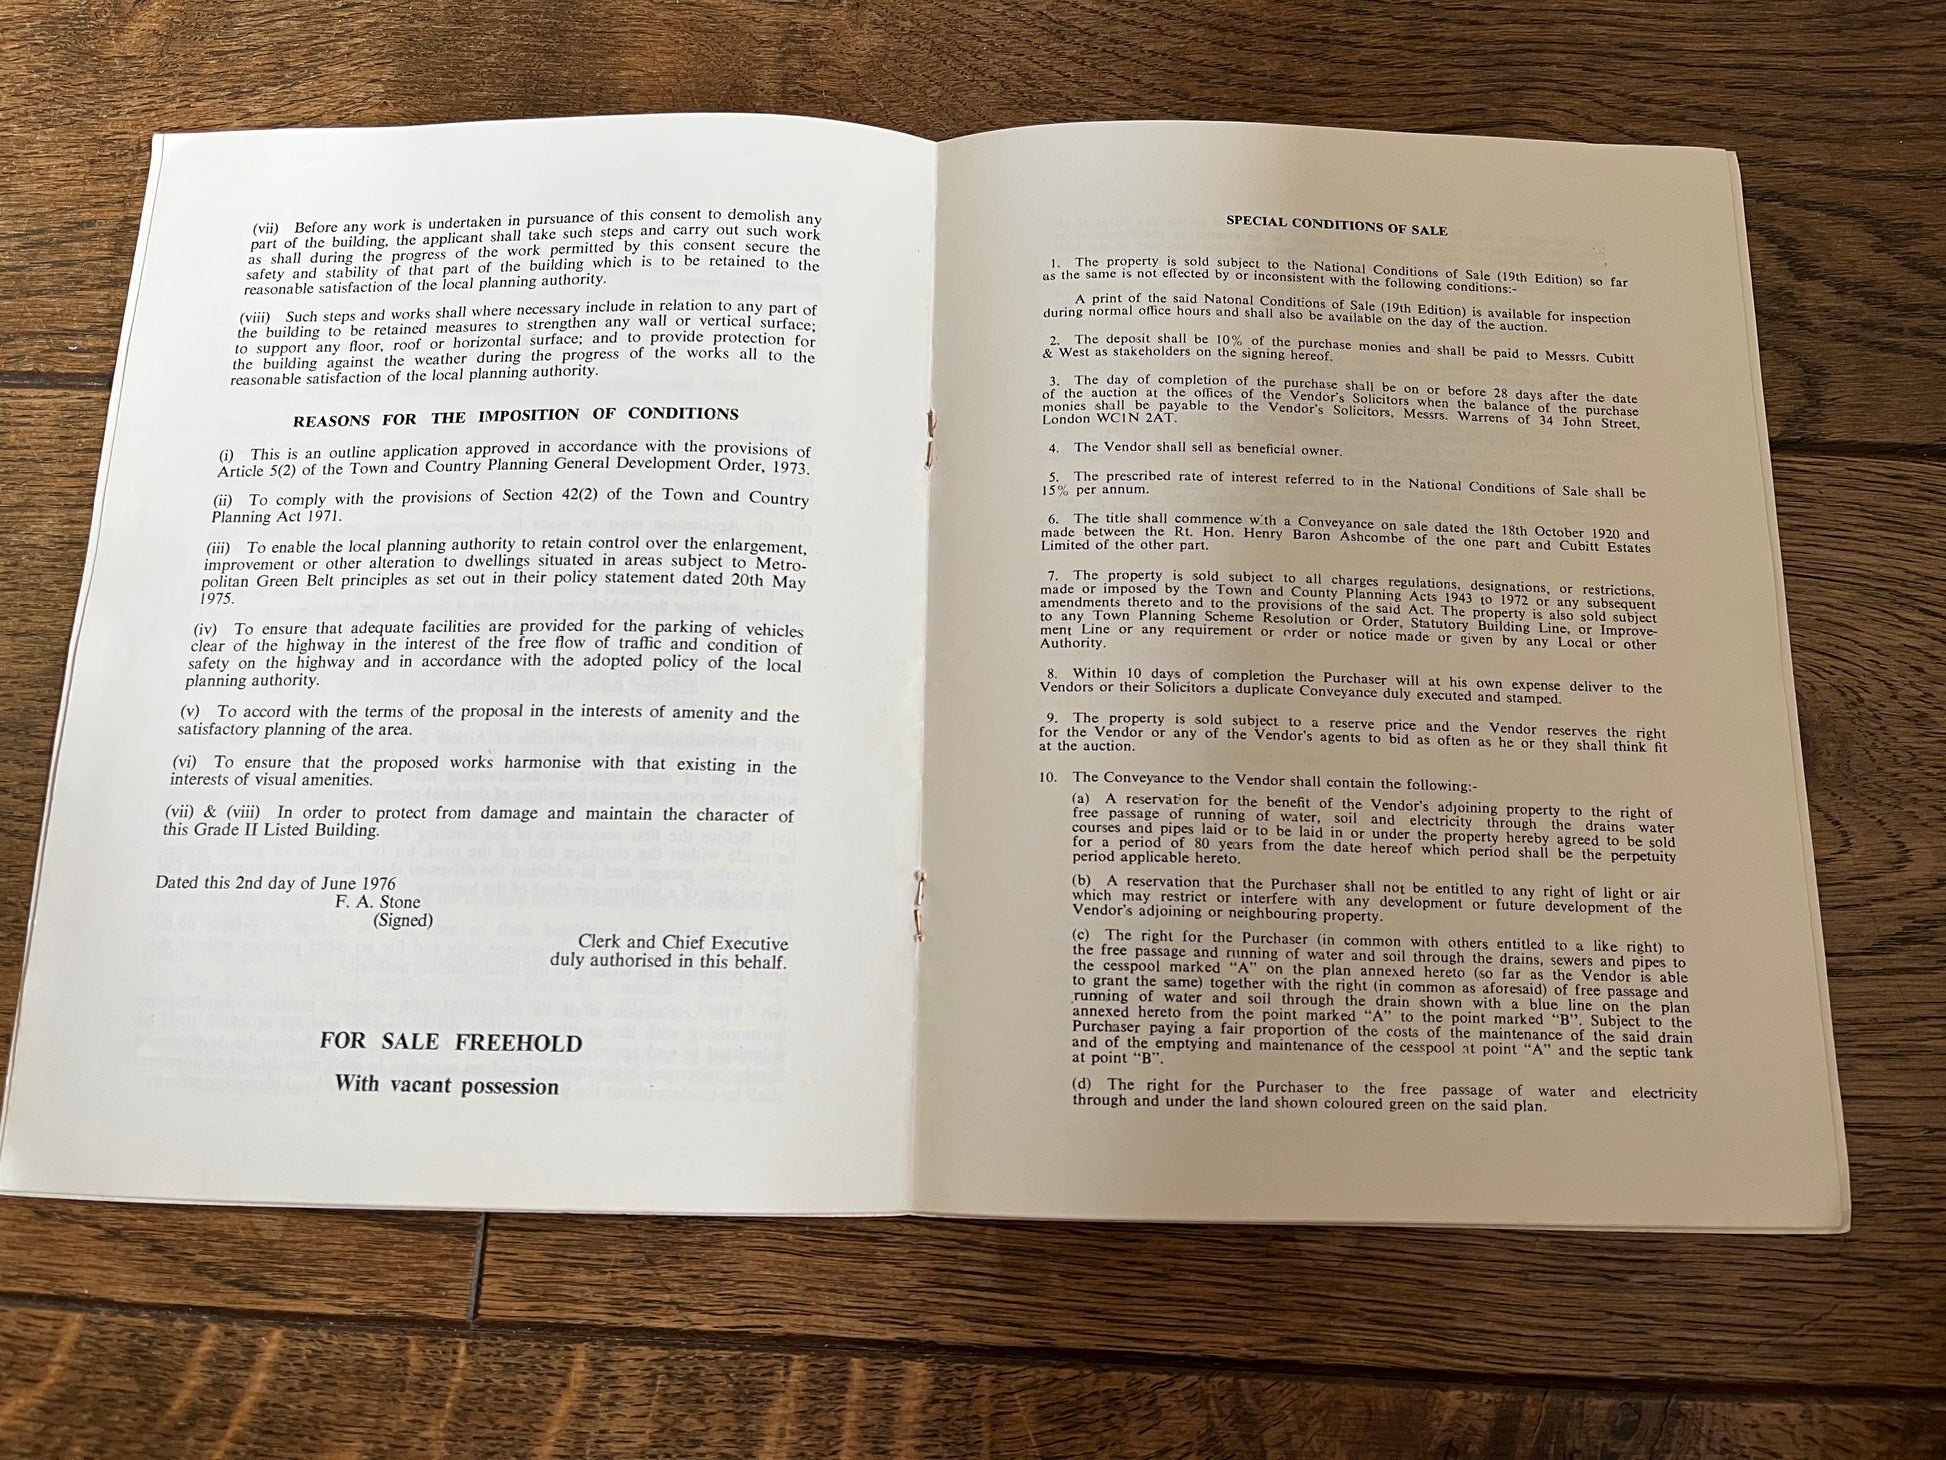 (vii) Before any work is undertaken in pursuance of this consent to demolish any
part of the building, the applicant shall take such steps and carry out such work
as shall during the progress of the work permitted by this consent secure the
safety and stability of that part of the building which is to be retained to the
reasonable satisfaction of the local planning authority.
(viii) Such steps and works shall where necessary include in relation to any part of
the building to be retained measures to strengthen any wall or vertical surface;
to support any floor, roof or horizontal surface; and to provide protection for
the building against the weather during the progress of the works all to the
reasonable satisfaction of the local planning authority.
REASONS FOR THE IMPOSITION OF CONDITIONS
(i) This is an outline application approved in accordance with the provisions of
Article 5(2) of the Town and Country Planning General Development Order, 1973.
(ii) To comply with the provisions of Section 42(2) of the Town and Country
Planning Act 1971.
(iii) To enable the local planning authority to retain control over the enlargement,
improvement or other alteration to dwellings situated in areas subject to Metro-
politan Green Belt principles as set out in their policy statement dated 20th May
1975.
(iv) To ensure that adequate facilities are provided for the parking of vehicles
clear of the highway in the interest of the free flow of traffic and condition of
safety on the highway and in accordance with the adopted policy of the local
planning authority.
(v) To accord with the terms of the proposal in the interests of amenity and the
satisfactory planning of the area.
(vi) To ensure that the proposed works harmonise with that existing in the
interests of visual amenities.
(vii) & (viii) In order to protect from damage and maintain the character of
this Grade II Listed Building.
Dated this 2nd day of June 1976
F. A. Stone
(Signed)
Clerk and Chief Executive
duly authorised in this behalf.
FOR SALE FREEHOLD
With vacant possession
SPECIAL CONDITIONS OF SALE
1. The property is sold subject to the National Conditions of Sale (19th Edition) so far
as the same is not effected by or inconsistent with the following conditions:-
A print of the said Natonal Conditions of Sale (19th Edition) is available for inspection
during normal office hours and shall also be available on the day of the auction.
2. The deposit shall be 10% of the purchase monies and shall be paid to Messrs. Cubitt
& West as stakeholders on the signing hereof.
3. The day of completion of the purchase shall be on or before 28 days after the date
of the auction at the offices of the Vendor's Solicitors when the balance of the purchase
monies shall be payable to the Vendor's Solicitors, Messrs. Warrens of 34 John Street,
London WC1N 2AT.
4. The Vendor shall sell as beneficial owner.
5. The prescribed rate of interest referred to in the National Conditions of Sale shall be
15% per annum.
6. The title shall commence with a Conveyance on sale dated the 18th October 1920 and
made between the Rt. Hon. Henry Baron Ashcombe of the one part and Cubitt Estates
Limited of the other part.
7. The property is sold subject to all charges regulations, designations, or restrictions,
made or imposed by the Town and County Planning Acts 1943 to 1972 or any subsequent
amendments thereto and to the provisions of the said Act. The property is also sold subject
to any Town Planning Scheme Resolution or Order, Statutory Building Line, or Improve-
ment Line or any requirement or order or notice made or given by any Local or other
Authority.
8. Within 10 days of completion the Purchaser will at his own expense deliver to the
Vendors or their Solicitors a duplicate Conveyance duly executed and stamped.
9. The property is sold subject to a reserve price and the Vendor reserves the right
for the Vendor or any of the Vendor's agents to bid as often as he or they shall think fit
at the auction.
10. The Conveyance to the Vendor shall contain the following:-
(a) A reservation for the benefit of the Vendor's adjoining property to the right of
free passage of running of water, soil and electricity through the drains water
courses and pipes laid or to be laid in or under the property hereby agreed to be sold
for a period of 80 years from the date hereof which period shall be the perpetuity
period applicable hereto.
(b) A reservation that the Purchaser shall not be entitled to any right of light or air
which may restrict or interfere with any development or future development of the
Vendor's adjoining or neighbouring property.
(c) The right for the Purchaser (in common with others entitled to a like right) to
the free passage and running of water and soil through the drains, sewers and pipes to
the cesspool marked "A" on the plan annexed hereto (so far as the Vendor is able
to grant the same) together with the right (in common as aforesaid) of free passage and
running of water and soil through the drain shown with a blue line on the plan
annexed hereto from the point marked "A" to the point marked "B". Subject to the
Purchaser paying a fair proportion of the costs of the maintenance of the said drain
and of the emptying and maintenance of the cesspool at point "A" and the septic tank
at point "B".
(d) The right for the Purchaser to the free passage of water and electricity
through and under the land shown coloured green on the said plan.